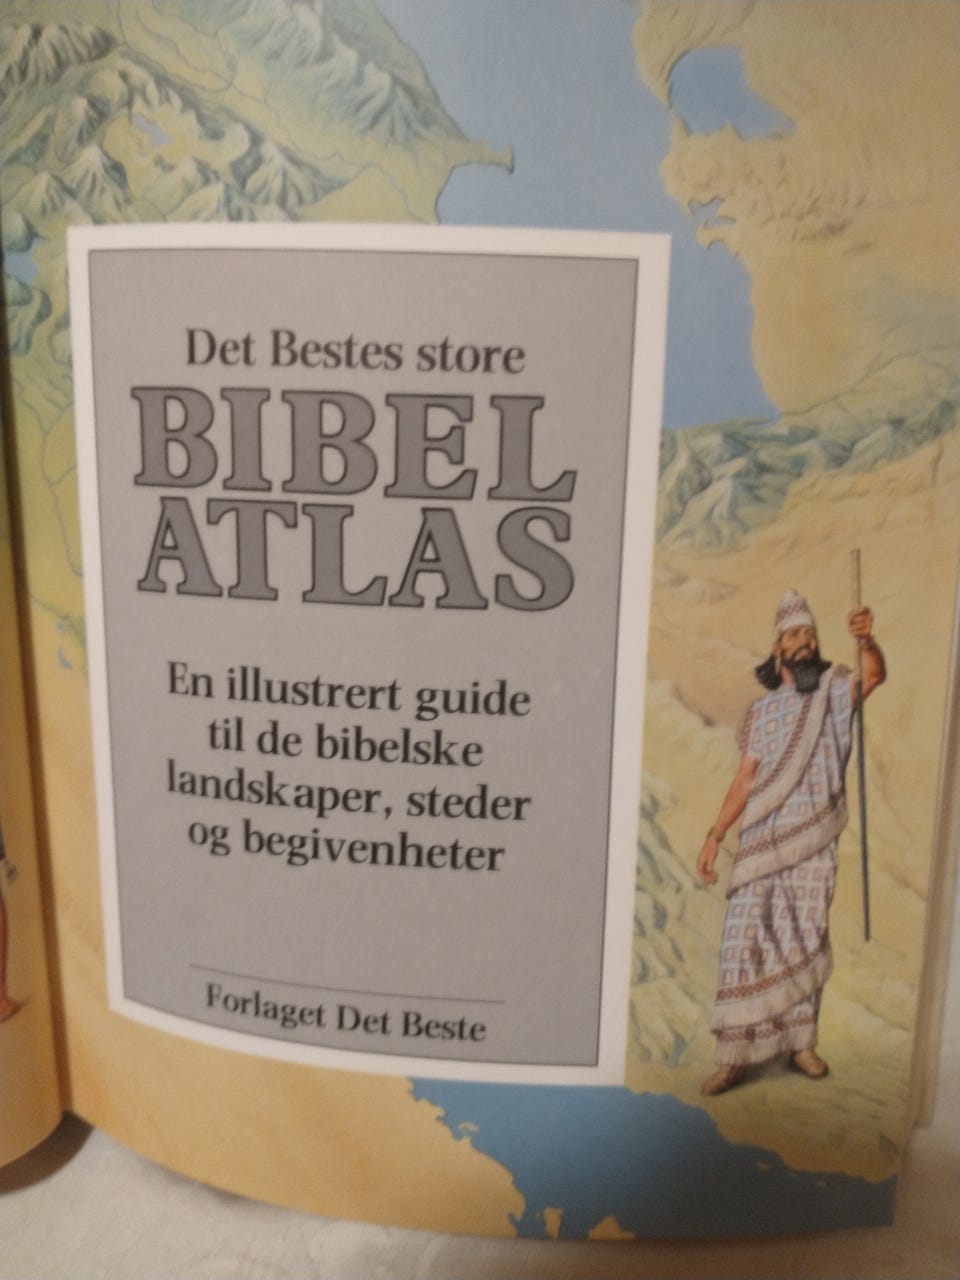 Det Bestes store
BIBEL
ATLAS
En illustrert guide
til de bibelske
landskaper, steder
og begivenheter
Forlaget Det Beste